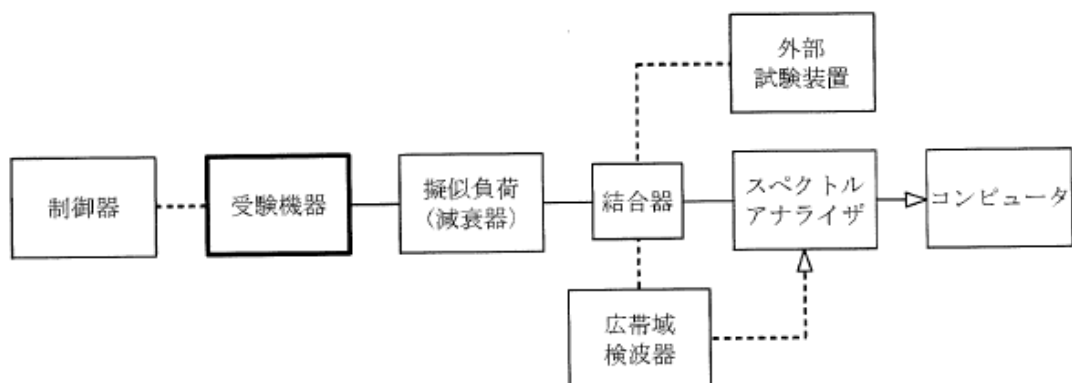 外部
試験装置
制御器
受験機器
擬似負荷
（減衰器）
結合器
スペクトル
アナライザ
コンピュータ
広帯域
検波器